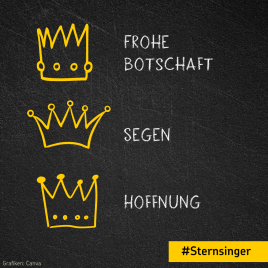 FROHE
BOTSCHAFT
SEGEN
HOFFNUNG
#Sternsinger
Grafiken: Canva